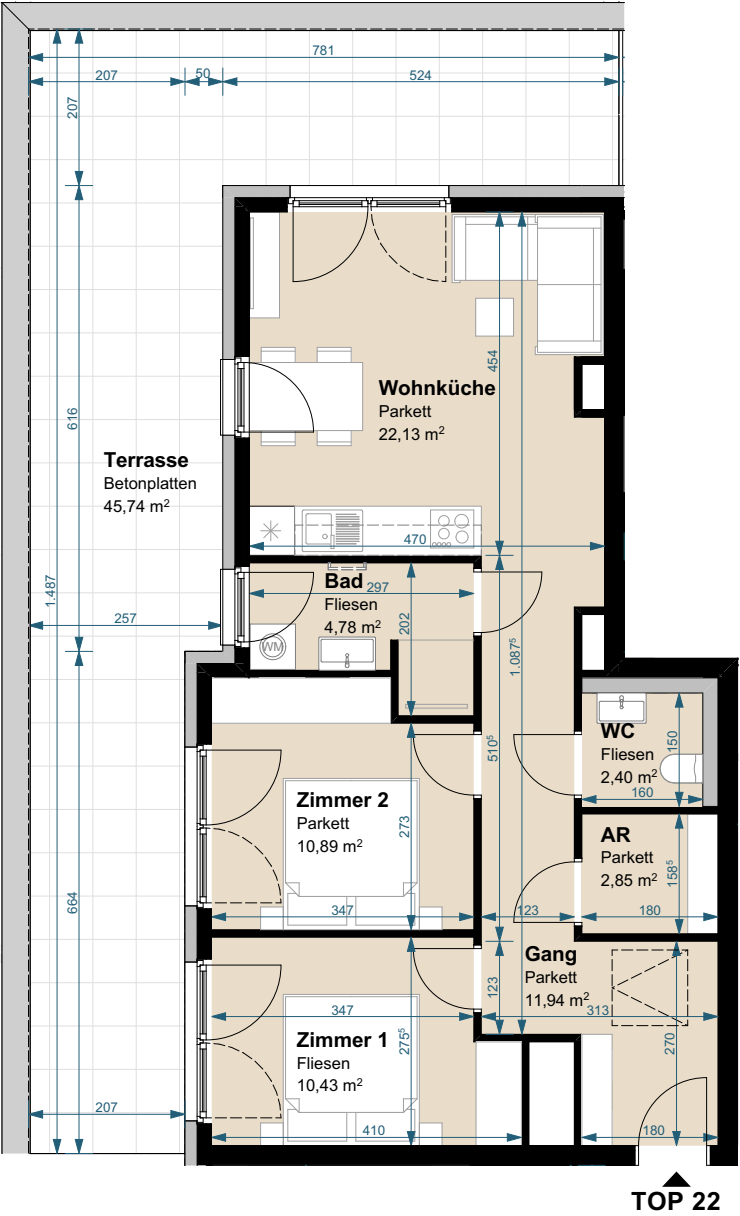 781
207
50
524
207
454
Wohnküche
Parkett
22,13 m²
616
Terrasse
Betonplatten
45,74 m²
470
1.487
Bad
Fliesen
4,78 m²
297
202
257
WM
1.087⁵
510⁵
WC
Fliesen
2,40 m²
150
160
Zimmer 2
Parkett
10,89 m²
273
347
AR
Parkett
2,85 m²
158⁵
180
123
664
Gang
Parkett
11,94 m²
123
313
270
347
Zimmer 1
Fliesen
10,43 m²
275⁵
207
410
180
TOP 22